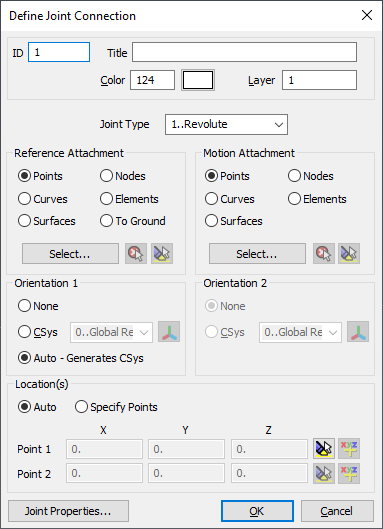 Define Joint Connection
ID 1 Title
Color 124 Layer 1
Joint Type 1..Revolute
Reference Attachment Motion Attachment
Points Nodes Points Nodes
Curves Elements Curves Elements
Surfaces To Ground Surfaces
Select... Select...
Orientation 1 Orientation 2
None None
CSys 0..Global Re CSys 0..Global Re
Auto - Generates CSys
Location(s)
Auto Specify Points
X Y Z
Point 1 0. 0. 0.
Point 2 0. 0. 0.
Joint Properties... OK Cancel